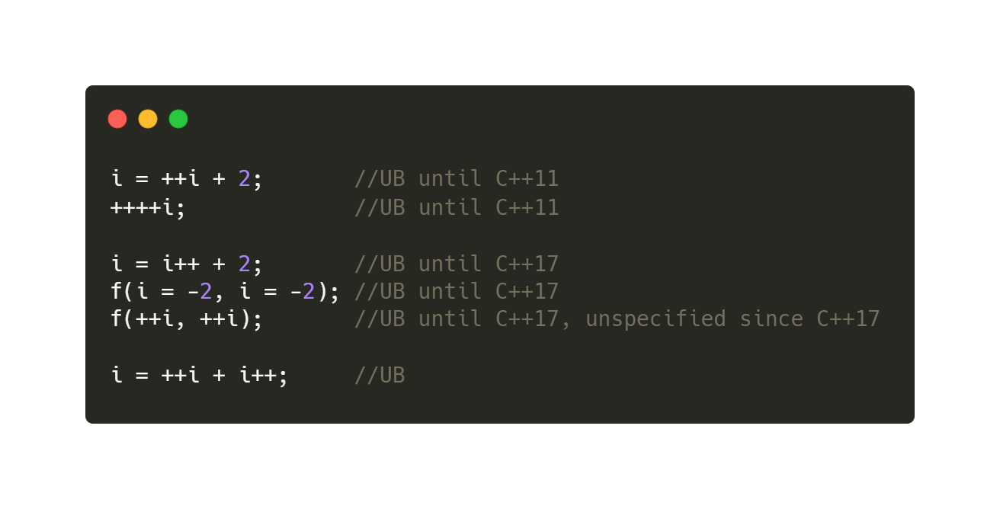 i = ++i + 2;       //UB until C++11
++++i;             //UB until C++11
i = i++ + 2;       //UB until C++17
f(i = -2, i = -2); //UB until C++17
f(++i, ++i);       //UB until C++17, unspecified since C++17
i = ++i + i++;     //UB